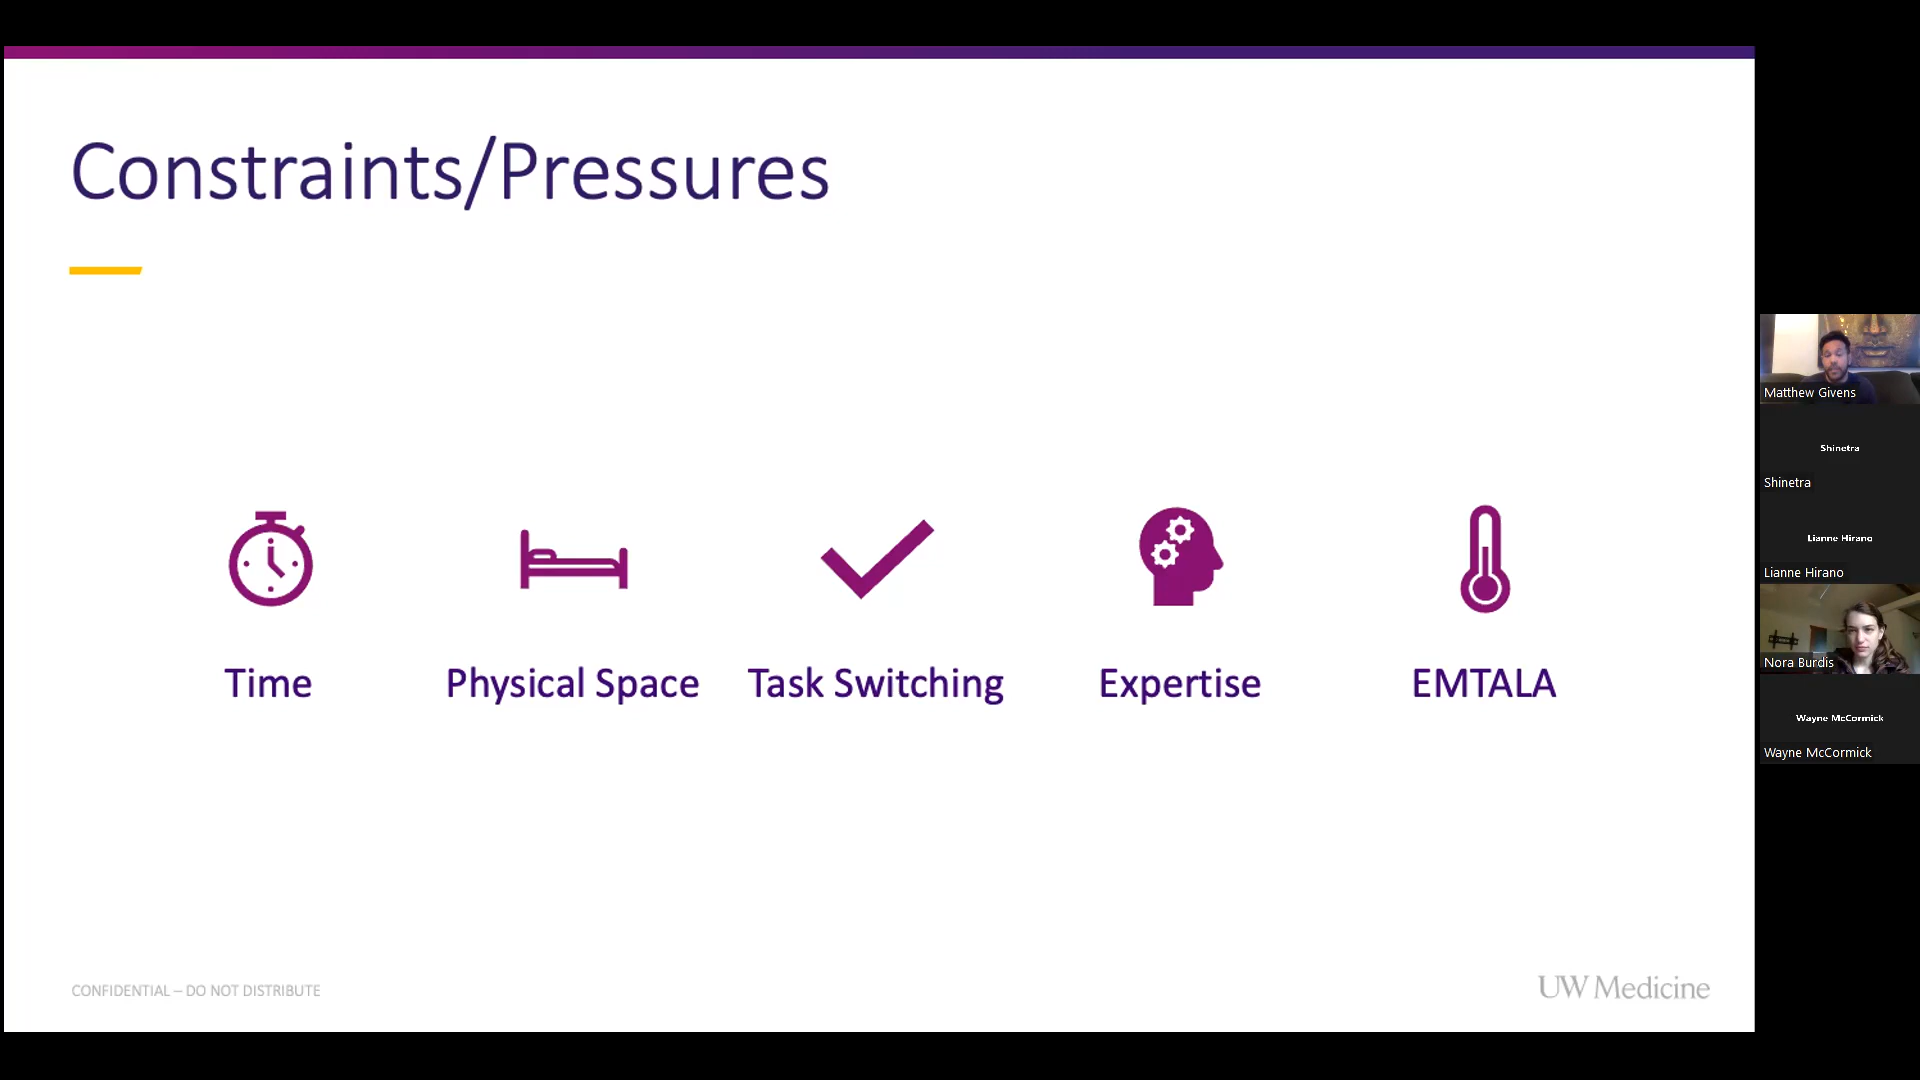 Constraints/Pressures
Time
Physical Space
Task Switching
Expertise
EMTALA
CONFIDENTIAL – DO NOT DISTRIBUTE
UW Medicine
Matthew Givens
Shinetra
Shinetra
Lianne Hirano
Lianne Hirano
Nora Burdis
Wayne McCormick
Wayne McCormick